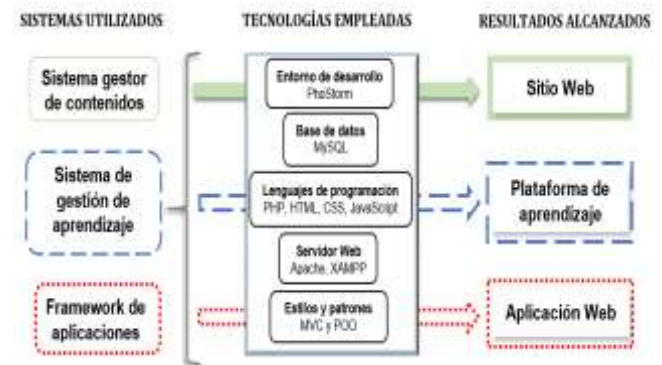 SISTEMAS UTILIZADOS
TECNOLOGÍAS EMPLEADAS
RESULTADOS ALCANZADOS
Sistema gestor
de contenidos
Entorno de desarrollo
PhpStorm
Sitio Web
Base de datos
MySQL
Sistema de
gestión de
aprendizaje
Lenguajes de programación
PHP, HTML, CSS, JavaScript
Plataforma de
aprendizaje
Servidor Web
Apache, XAMPP
Framework de
aplicaciones
Estilos y patrones
MVC y POO
Aplicación Web